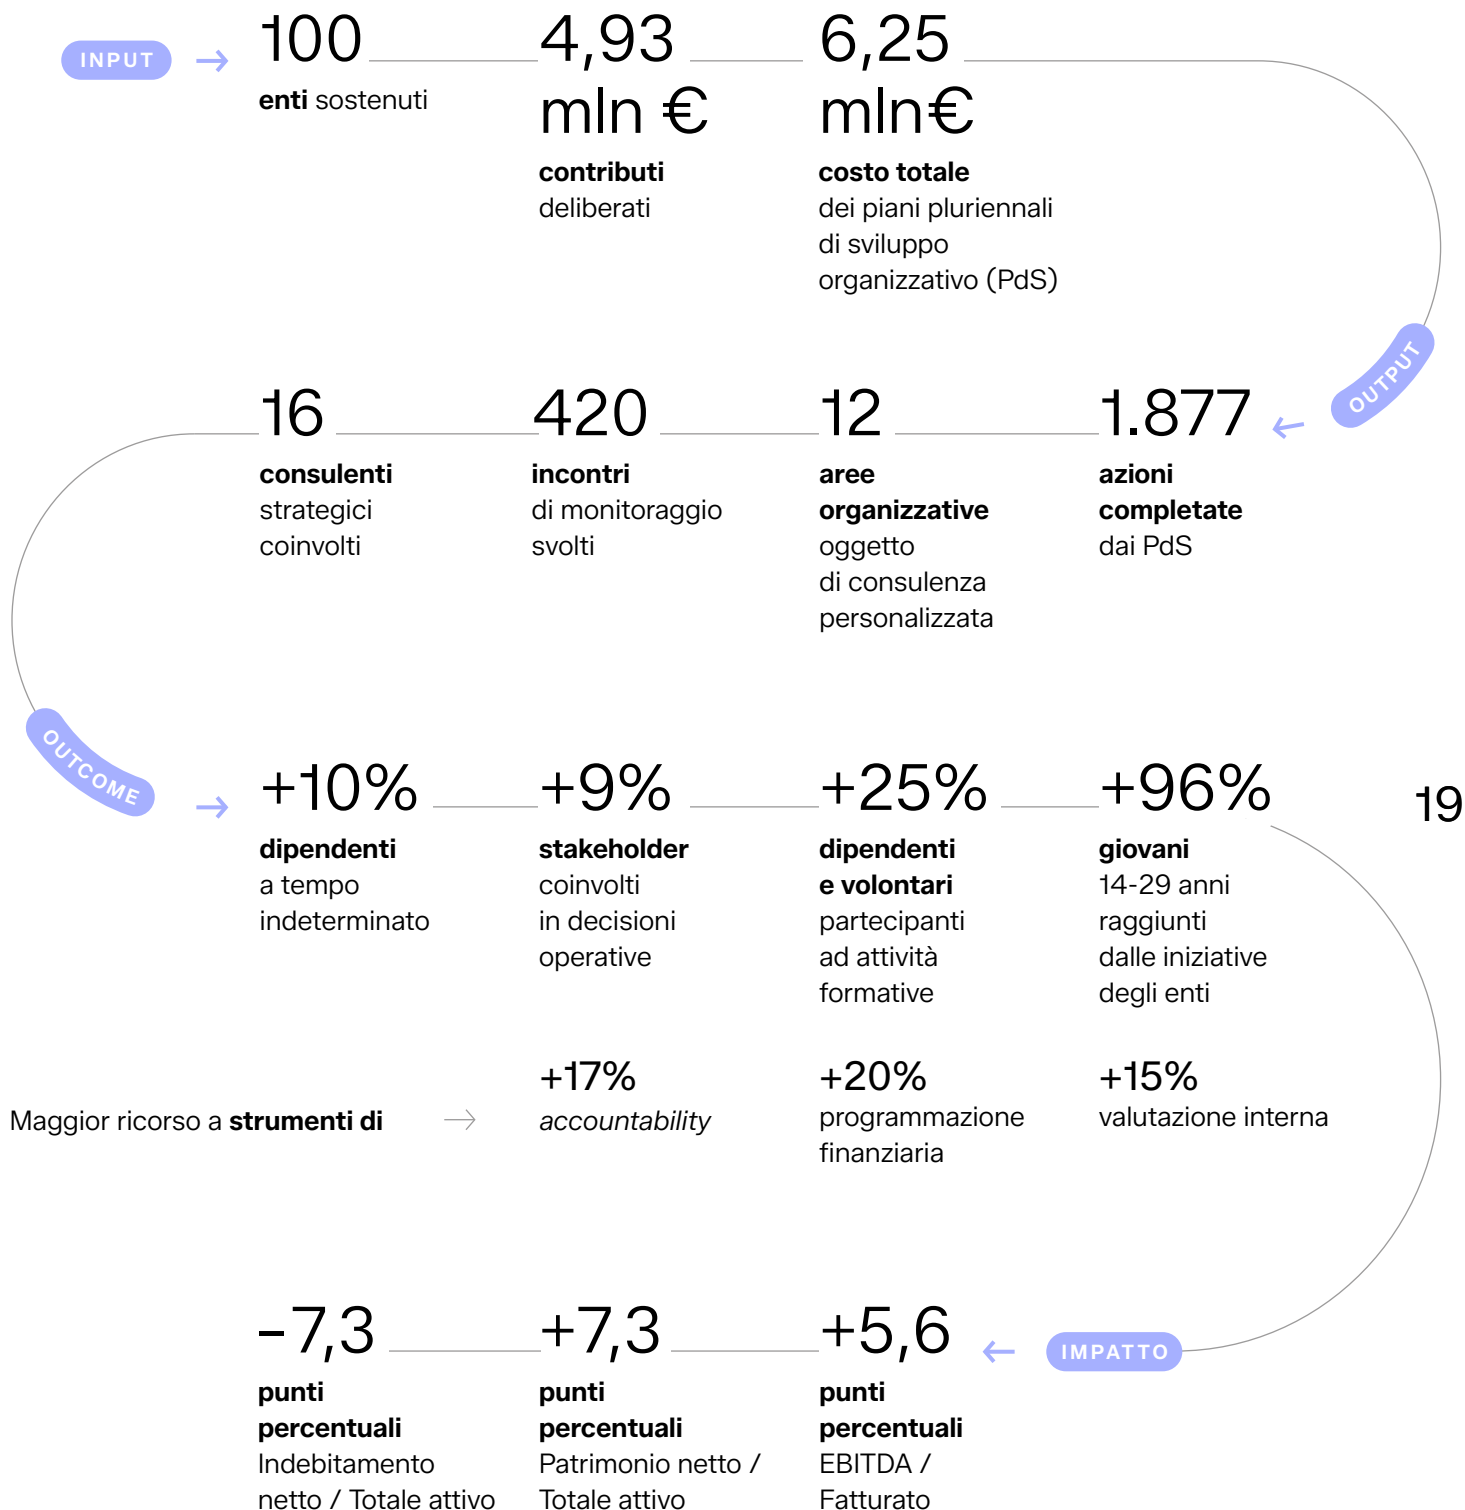 INPUT
100
enti sostenuti
4,93
mln €
contributi
deliberati
6,25
mln€
costo totale
dei piani pluriennali
di sviluppo
organizzativo (PdS)
OUTPUT
1.877
azioni
completate
dai PdS
12
aree
organizzative
oggetto
di consulenza
personalizzata
420
incontri
di monitoraggio
svolti
16
consulenti
strategici
coinvolti
OUTCOME
+10%
dipendenti
a tempo
indeterminato
+9%
stakeholder
coinvolti
in decisioni
operative
+25%
dipendenti
e volontari
partecipanti
ad attività
formative
+96%
giovani
14-29 anni
raggiunti
dalle iniziative
degli enti
19
Maggior ricorso a strumenti di
+17%
accountability
+20%
programmazione
finanziaria
+15%
valutazione interna
IMPATTO
+5,6
punti
percentuali
EBITDA /
Fatturato
+7,3
punti
percentuali
Patrimonio netto /
Totale attivo
–7,3
punti
percentuali
Indebitamento
netto / Totale attivo